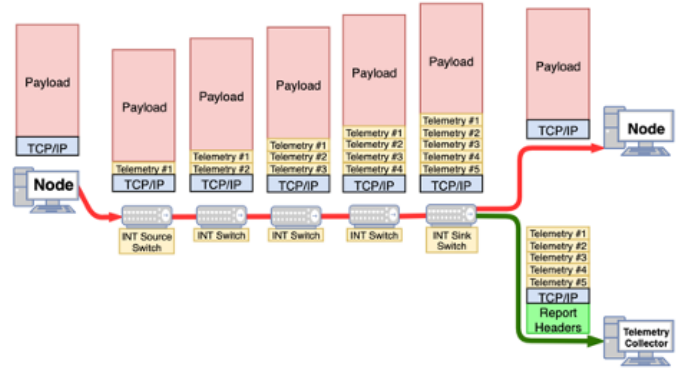 Payload
TCP/IP
Node
Payload
Telemetry #1
TCP/IP
INT Source
Switch
Payload
Telemetry #1
Telemetry #2
TCP/IP
INT Switch
Payload
Telemetry #1
Telemetry #2
Telemetry #3
TCP/IP
INT Switch
Payload
Telemetry #1
Telemetry #2
Telemetry #3
Telemetry #4
TCP/IP
INT Switch
Payload
Telemetry #1
Telemetry #2
Telemetry #3
Telemetry #4
Telemetry #5
TCP/IP
INT Sink
Switch
Payload
TCP/IP
Node
Telemetry #1
Telemetry #2
Telemetry #3
Telemetry #4
Telemetry #5
TCP/IP
Report
Headers
Telemetry
Collector